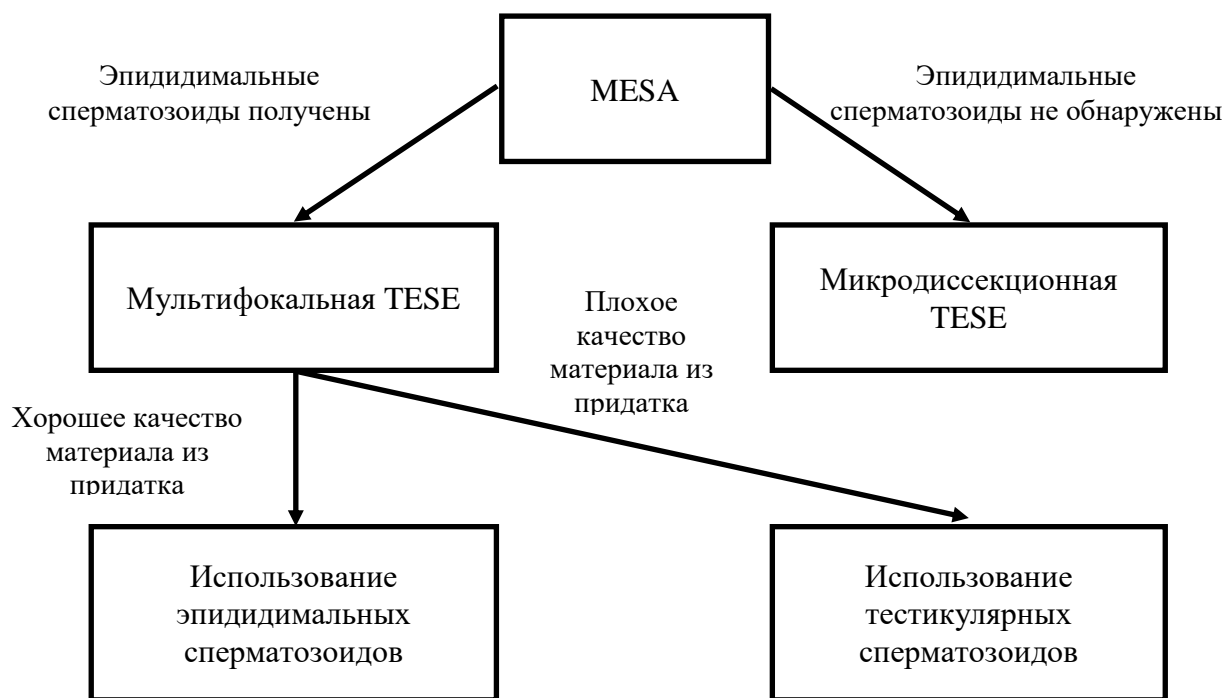 MESA
Эпидидимальные
сперматозоиды получены
Эпидидимальные
сперматозоиды не обнаружены
Мультифокальная TESE
Микродиссекционная
TESE
Плохое
качество
материала из
придатка
Хорошее качество
материала из
придатка
Использование
эпидидимальных
сперматозоидов
Использование
тестикулярных
сперматозоидов